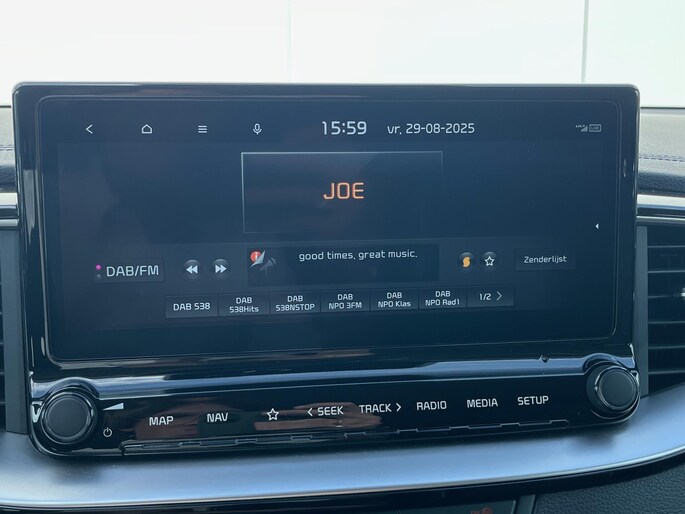 15:59 vr, 29-08-2025
JOE
DAB/FM
good times, great music.
Zenderlijst
DAB 538
DAB
538Hits
DAB
538NSTOP
DAB
NPO 3FM
DAB
NPO Klas
DAB
NPO Rad1
1/2 >
MAP NAV < SEEK TRACK > RADIO MEDIA SETUP